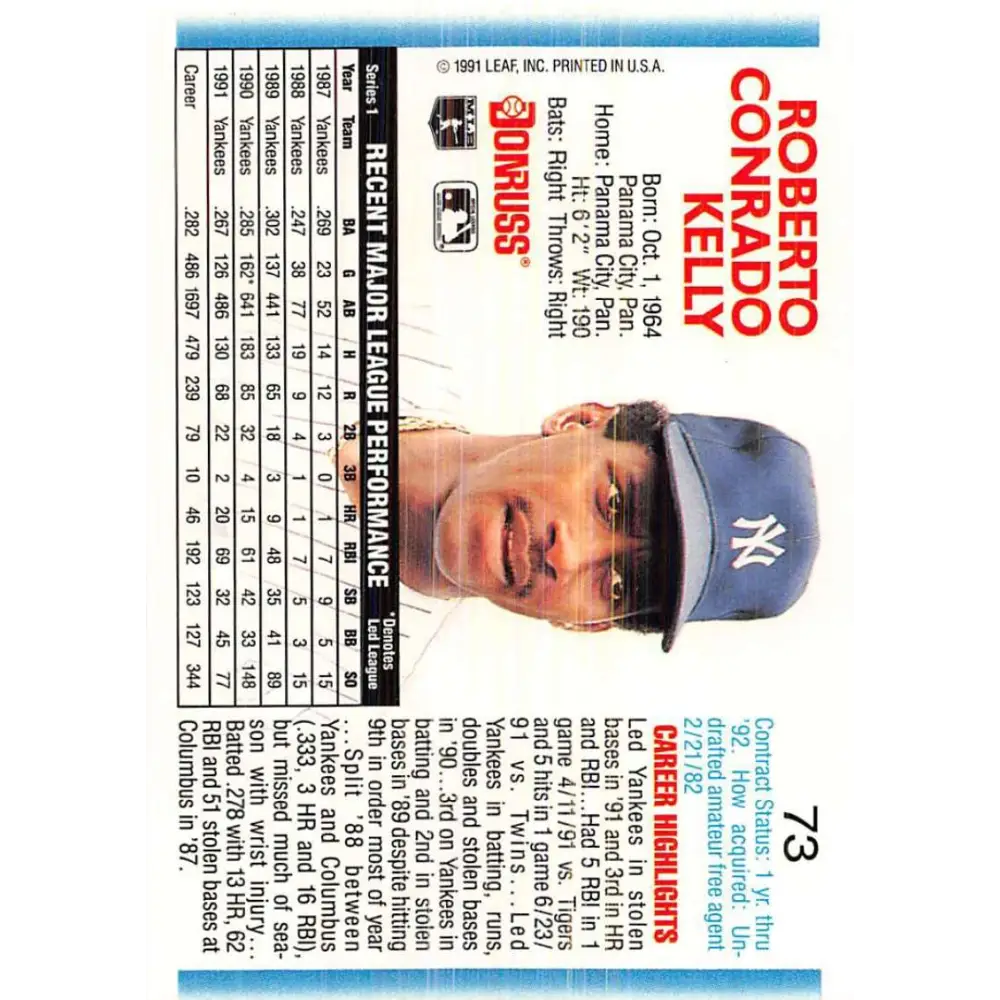 ROBERTO
CONRADO
KELLY
73
Born: Oct. 1, 1964
Panama City, Pan.
Home: Panama City, Pan.
Ht: 6'2" Wt: 190
Bats: Right Throws: Right
DONRUSS®
© 1991 LEAF, INC. PRINTED IN U.S.A.
NY
Contract Status: 1 yr. thru
'92. How acquired: Un-
drafted amateur free agent
2/21/82
CAREER HIGHLIGHTS
Led Yankees in stolen
bases in '91 and 3rd in HR
and RBI...Had 5 RBI in 1
game 4/11/91 vs. Tigers
and 5 hits in 1 game 6/23/
91 vs. Twins...Led
Yankees in batting, runs,
doubles and stolen bases
in '90...3rd on Yankees in
batting and 2nd in stolen
bases in '89 despite hitting
9th in order most of year
...Split '88 between
Yankees and Columbus
(.333, 3 HR and 16 RBI),
but missed much of sea-
son with wrist injury...
Batted .278 with 13 HR, 62
RBI and 51 stolen bases at
Columbus in '87.
Series 1 RECENT MAJOR LEAGUE PERFORMANCE *Denotes Led League
Year Team BA G AB H R 2B 3B HR RBI SB BB SO
1987 Yankees .269 23 52 14 12 3 0 1 7 9 5 15
1988 Yankees .247 38 77 19 9 4 1 1 7 5 3 15
1989 Yankees .302 137 441 133 65 18 3 9 48 35 41 89
1990 Yankees .285 162* 641 183 85 32 4 15 61 42 33 148
1991 Yankees .267 126 486 130 68 22 2 20 69 32 45 77
Career .282 486 1697 479 239 79 10 46 192 123 127 344